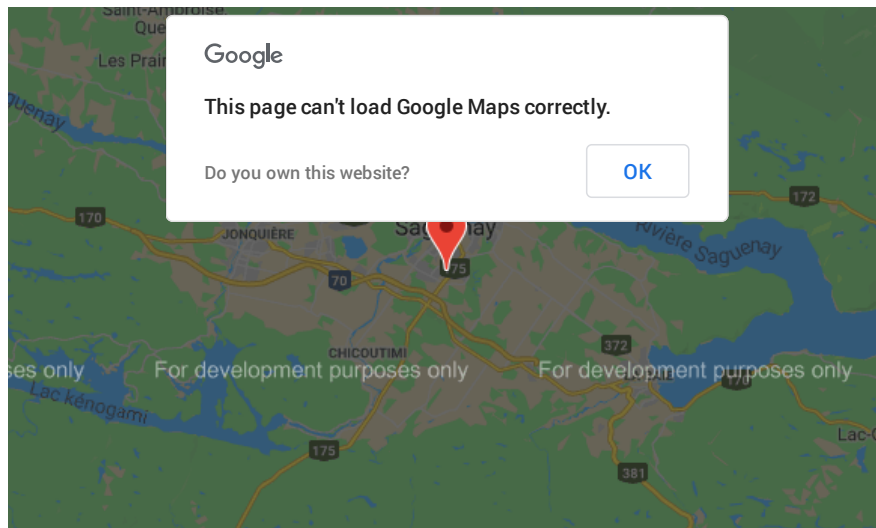 Saint-Ambroise,
Google
Les Prair
This page can't load Google Maps correctly.
Do you own this website?
OK
170
172
JONQUIÈRE
Rivière Saguenay
175
70
CHICOUTIMI
372
ses only
For development purposes only
For development purposes only
170
Lac kénogami
175
Lac-
381